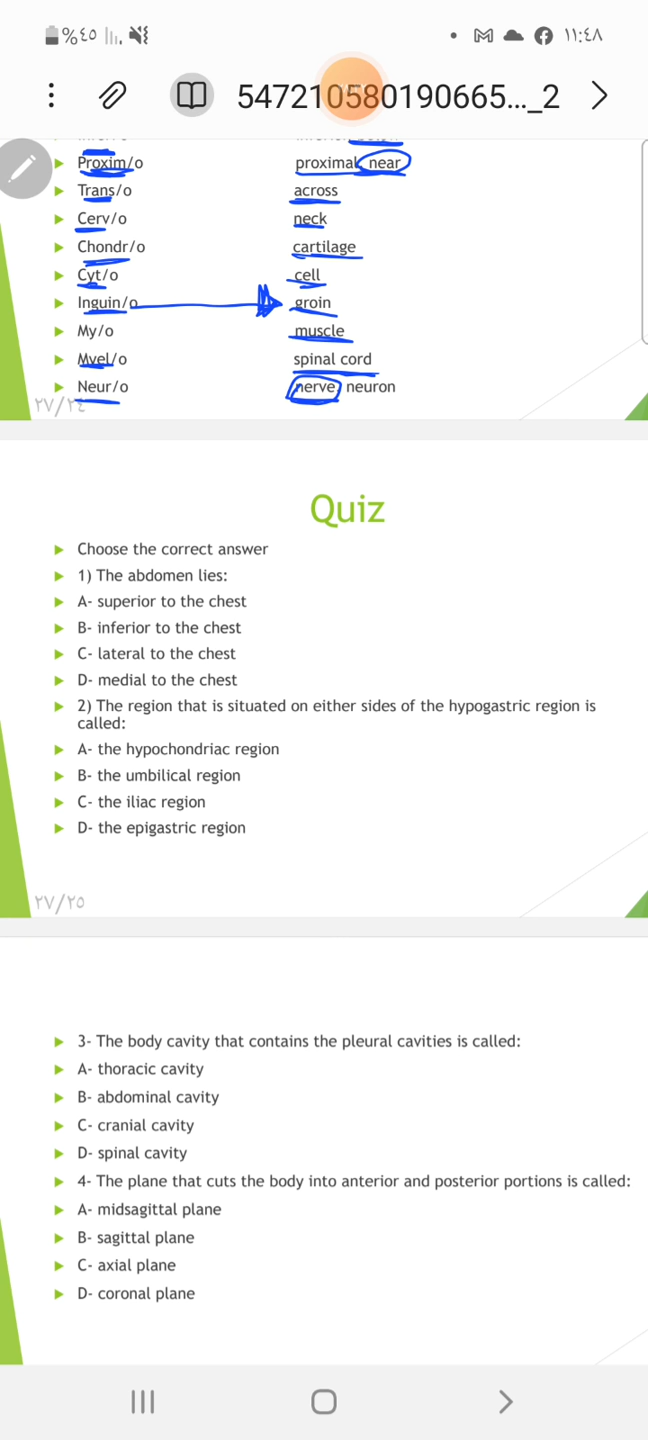 %٤٥ ١١:٤٨
547210580190665..._2
Proxim/o proximal, near
Trans/o across
Cerv/o neck
Chondr/o cartilage
Cyt/o cell
Inguin/o groin
My/o muscle
Myel/o spinal cord
Neur/o nerve, neuron
٢٧/٢٤
Quiz
Choose the correct answer
1) The abdomen lies:
A- superior to the chest
B- inferior to the chest
C- lateral to the chest
D- medial to the chest
2) The region that is situated on either sides of the hypogastric region is
called:
A- the hypochondriac region
B- the umbilical region
C- the iliac region
D- the epigastric region
٢٧/٢٥
3- The body cavity that contains the pleural cavities is called:
A- thoracic cavity
B- abdominal cavity
C- cranial cavity
D- spinal cavity
4- The plane that cuts the body into anterior and posterior portions is called:
A- midsagittal plane
B- sagittal plane
C- axial plane
D- coronal plane